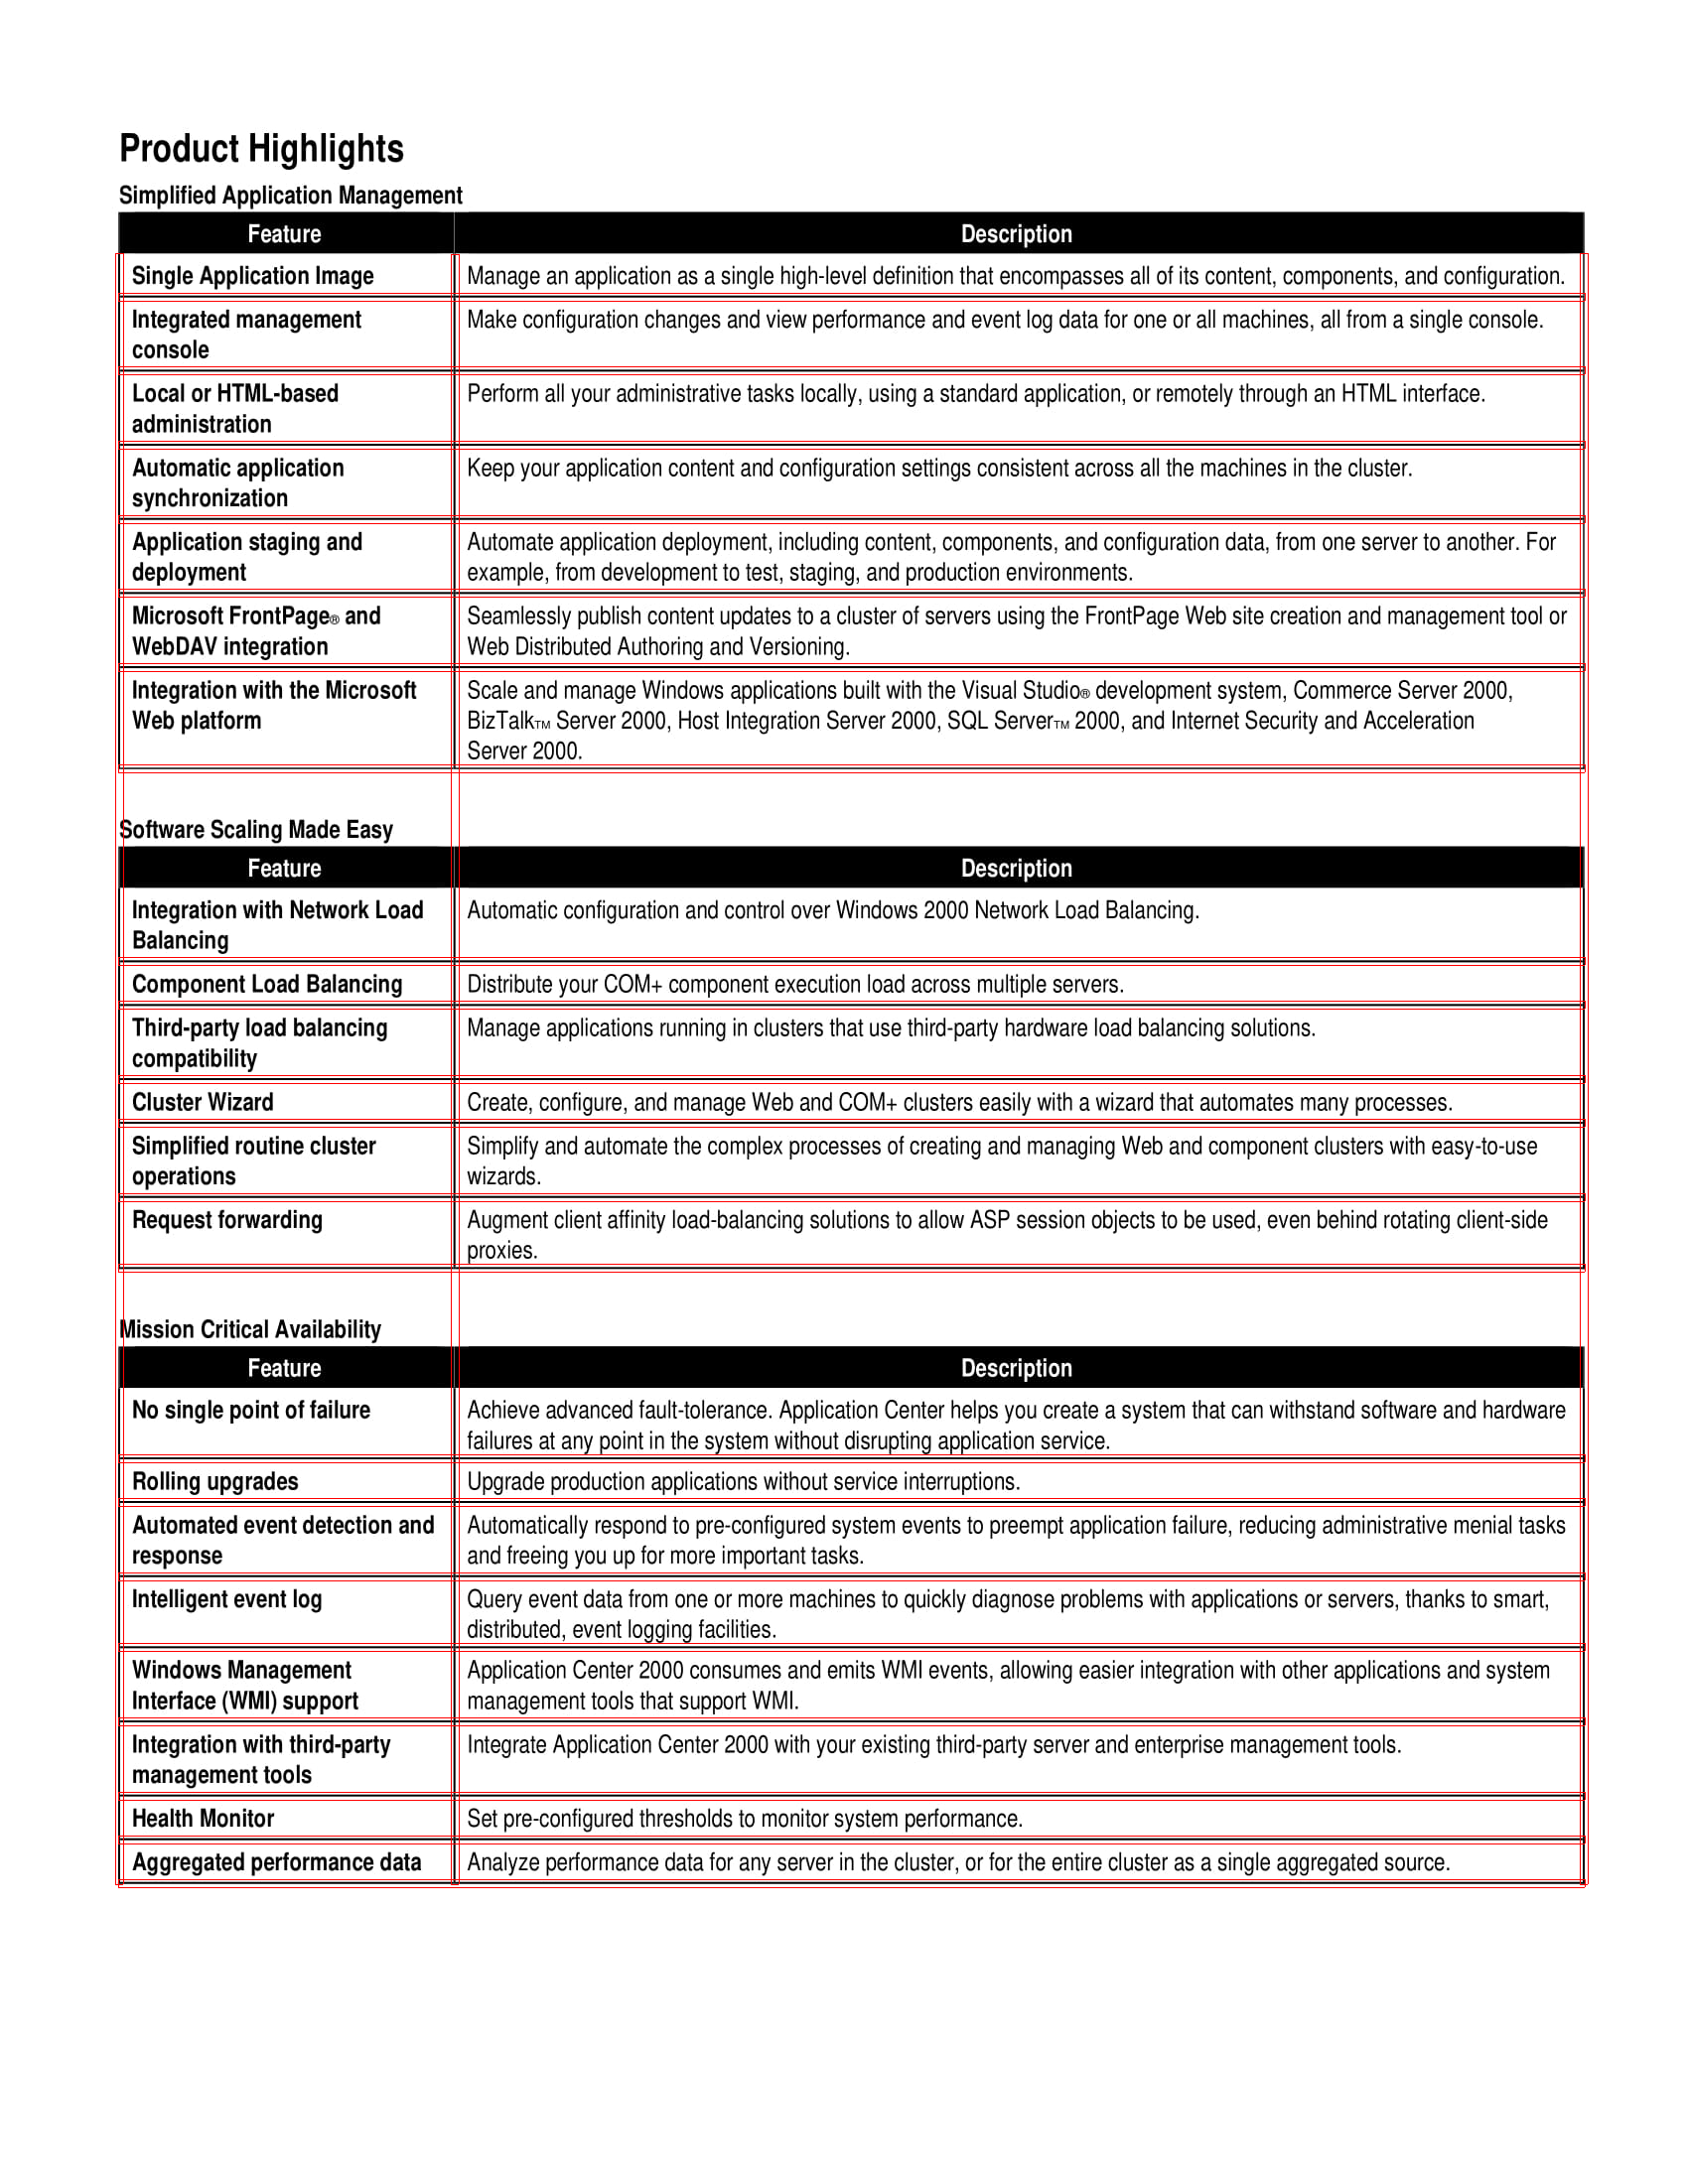 Product Highlights
Simplified Application Management
Feature Description
Single Application Image Manage an application as a single high-level definition that encompasses all of its content, components, and configuration.
Integrated management Make configuration changes and view performance and event log data for one or all machines, all from a single console.
console
Local or HTML-based Perform all your administrative tasks locally, using a standard application, or remotely through an HTML interface.
administration
Automatic application Keep your application content and configuration settings consistent across all the machines in the cluster.
synchronization
Application staging and Automate application deployment, including content, components, and configuration data, from one server to another. For
deployment example, from development to test, staging, and production environments.
Microsoft FrontPage® and Seamlessly publish content updates to a cluster of servers using the FrontPage Web site creation and management tool or
WebDAV integration Web Distributed Authoring and Versioning.
Integration with the Microsoft Scale and manage Windows applications built with the Visual Studio® development system, Commerce Server 2000,
Web platform BizTalk™ Server 2000, Host Integration Server 2000, SQL Server™ 2000, and Internet Security and Acceleration
Server 2000.
Software Scaling Made Easy
Feature Description
Integration with Network Load Automatic configuration and control over Windows 2000 Network Load Balancing.
Balancing
Component Load Balancing Distribute your COM+ component execution load across multiple servers.
Third-party load balancing Manage applications running in clusters that use third-party hardware load balancing solutions.
compatibility
Cluster Wizard Create, configure, and manage Web and COM+ clusters easily with a wizard that automates many processes.
Simplified routine cluster Simplify and automate the complex processes of creating and managing Web and component clusters with easy-to-use
operations wizards.
Request forwarding Augment client affinity load-balancing solutions to allow ASP session objects to be used, even behind rotating client-side
proxies.
Mission Critical Availability
Feature Description
No single point of failure Achieve advanced fault-tolerance. Application Center helps you create a system that can withstand software and hardware
failures at any point in the system without disrupting application service.
Rolling upgrades Upgrade production applications without service interruptions.
Automated event detection and Automatically respond to pre-configured system events to preempt application failure, reducing administrative menial tasks
response and freeing you up for more important tasks.
Intelligent event log Query event data from one or more machines to quickly diagnose problems with applications or servers, thanks to smart,
distributed, event logging facilities.
Windows Management Application Center 2000 consumes and emits WMI events, allowing easier integration with other applications and system
Interface (WMI) support management tools that support WMI.
Integration with third-party Integrate Application Center 2000 with your existing third-party server and enterprise management tools.
management tools
Health Monitor Set pre-configured thresholds to monitor system performance.
Aggregated performance data Analyze performance data for any server in the cluster, or for the entire cluster as a single aggregated source.